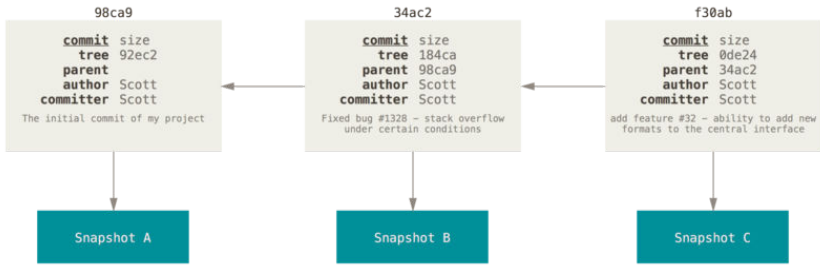 98ca9
commit size
tree 92ec2
parent
author Scott
committer Scott
The initial commit of my project
Snapshot A
34ac2
commit size
tree 184ca
parent 98ca9
author Scott
committer Scott
Fixed bug #1328 – stack overflow
under certain conditions
Snapshot B
f30ab
commit size
tree 0de24
parent 34ac2
author Scott
committer Scott
add feature #32 – ability to add new
formats to the central interface
Snapshot C